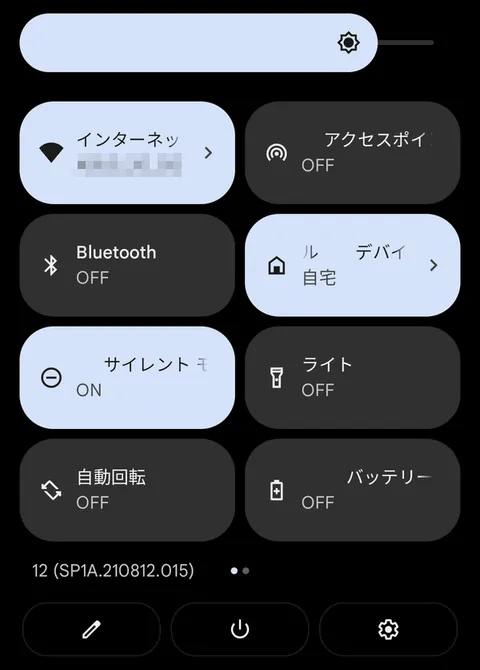 インターネッ
アクセスポイ
OFF
Bluetooth
OFF
ル デバイ
自宅
サイレント モ
ON
ライト
OFF
自動回転
OFF
バッテリー
OFF
12 (SP1A.210812.015)